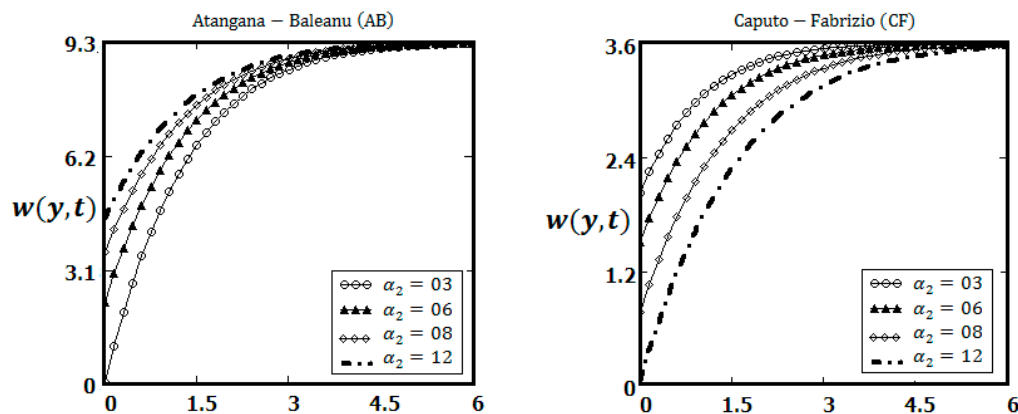 Atangana − Baleanu (AB)
9.3
6.2
w(y,t)
3.1
0
0
1.5
3
4.5
6
α₂ = 03
α₂ = 06
α₂ = 08
α₂ = 12
Caputo − Fabrizio (CF)
3.6
2.4
w(y,t)
1.2
0
0
1.5
3
4.5
6
α₂ = 03
α₂ = 06
α₂ = 08
α₂ = 12